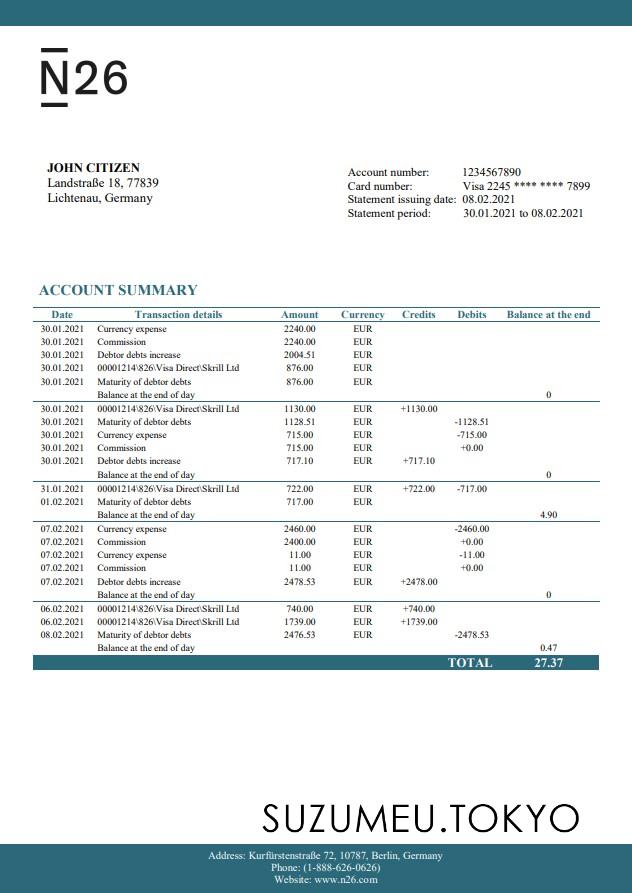 N26
JOHN CITIZEN
Landstraße 18, 77839
Lichtenau, Germany
Account number: 1234567890
Card number: Visa 2245 **** **** 7899
Statement issuing date: 08.02.2021
Statement period: 30.01.2021 to 08.02.2021
ACCOUNT SUMMARY
Date Transaction details Amount Currency Credits Debits Balance at the end
30.01.2021 Currency expense 2240.00 EUR
30.01.2021 Commission 2240.00 EUR
30.01.2021 Debtor debts increase 2004.51 EUR
30.01.2021 00001214\826\Visa Direct\Skrill Ltd 876.00 EUR
30.01.2021 Maturity of debtor debts 876.00 EUR
Balance at the end of day 0
30.01.2021 00001214\826\Visa Direct\Skrill Ltd 1130.00 EUR +1130.00
30.01.2021 Maturity of debtor debts 1128.51 EUR -1128.51
30.01.2021 Currency expense 715.00 EUR -715.00
30.01.2021 Commission 715.00 EUR +0.00
30.01.2021 Debtor debts increase 717.10 EUR +717.10
Balance at the end of day 0
31.01.2021 00001214\826\Visa Direct\Skrill Ltd 722.00 EUR +722.00 -717.00
01.02.2021 Maturity of debtor debts 717.00 EUR
Balance at the end of day 4.90
07.02.2021 Currency expense 2460.00 EUR -2460.00
07.02.2021 Commission 2400.00 EUR +0.00
07.02.2021 Currency expense 11.00 EUR -11.00
07.02.2021 Commission 11.00 EUR +0.00
07.02.2021 Debtor debts increase 2478.53 EUR +2478.00
Balance at the end of day 0
06.02.2021 00001214\826\Visa Direct\Skrill Ltd 740.00 EUR +740.00
06.02.2021 00001214\826\Visa Direct\Skrill Ltd 1739.00 EUR +1739.00
08.02.2021 Maturity of debtor debts 2476.53 EUR -2478.53
Balance at the end of day 0.47
TOTAL 27.37
SUZUMEU.TOKYO
Address: Kurfürstenstraße 72, 10787, Berlin, Germany
Phone: (1-888-626-0626)
Website: www.n26.com